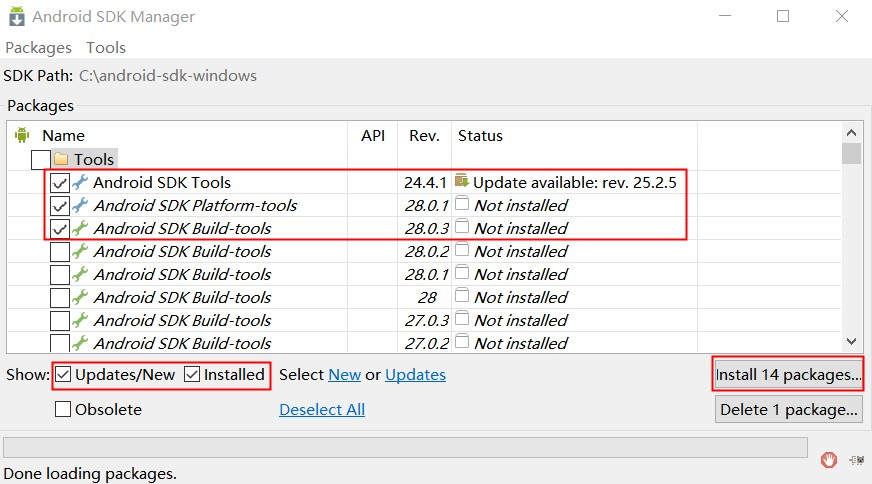 Android SDK Manager
Packages Tools
SDK Path: C:\android-sdk-windows
Packages
Name API Rev. Status
Tools
Android SDK Tools 24.4.1 Update available: rev. 25.2.5
Android SDK Platform-tools 28.0.1 Not installed
Android SDK Build-tools 28.0.3 Not installed
Android SDK Build-tools 28.0.2 Not installed
Android SDK Build-tools 28.0.1 Not installed
Android SDK Build-tools 28 Not installed
Android SDK Build-tools 27.0.3 Not installed
Android SDK Build-tools 27.0.2 Not installed
Show: Updates/New Installed Select New or Updates Install 14 packages...
Obsolete Deselect All Delete 1 package...
Done loading packages.